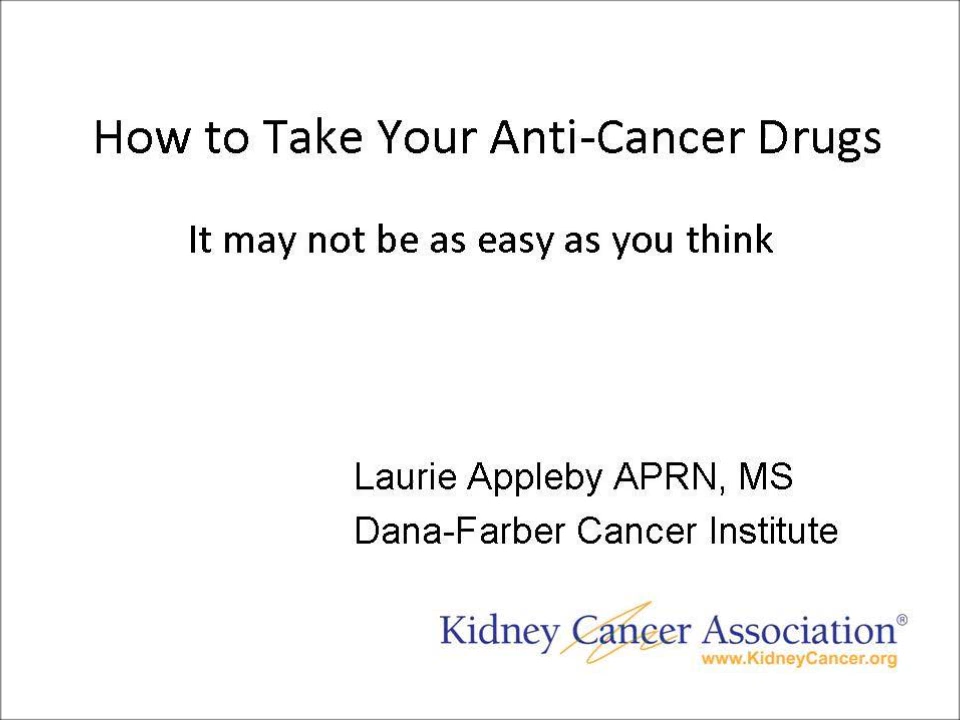 How to Take Your Anti-Cancer Drugs
It may not be as easy as you think
Laurie Appleby APRN, MS
Dana-Farber Cancer Institute
Kidney Cancer Association®
www.KidneyCancer.org